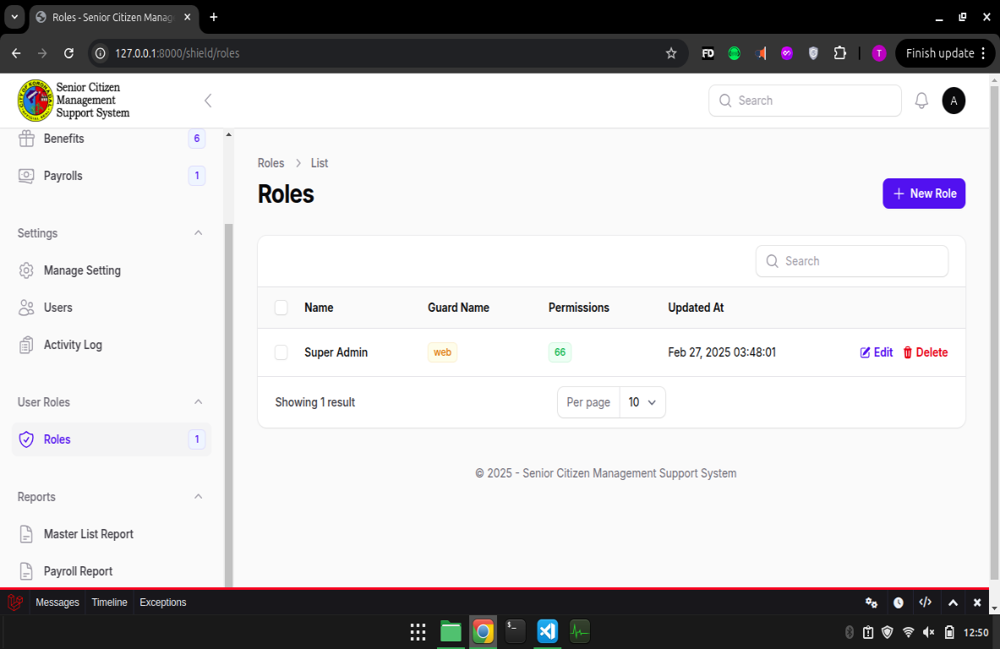 Roles - Senior Citizen Manag
127.0.0.1:8000/shield/roles
FD
T
Finish update
Senior Citizen
Management
Support System
Search
A
Benefits
6
Payrolls
1
Settings
Manage Setting
Users
Activity Log
User Roles
Roles
1
Reports
Master List Report
Payroll Report
Roles > List
Roles
+ New Role
Search
Name Guard Name Permissions Updated At
Super Admin web 66 Feb 27, 2025 03:48:01 Edit Delete
Showing 1 result Per page 10
© 2025 - Senior Citizen Management Support System
Messages Timeline Exceptions
12:50